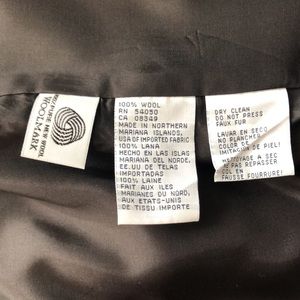 PURE NEW WOOL
WOOLMARK
100% WOOL
RN 54050
CA 08349
MADE IN NORTHERN
MARIANA ISLANDS,
USA OF IMPORTED FABRIC
100% LANA
HECHO EN LAS ISLAS
MARIANA DEL NORDE,
EE.UU DE TELAS
IMPORTADAS
100% LAINE
FAIT AUX ILES
MARIANES DU NORD,
AUX ETATS-UNIS
DE TISSU IMPORTE
DRY CLEAN
DO NOT PRESS
FAUX FUR
LAVAR EN SECO
NO PLANCHAR
COLOR DE
IMITACION DE PIEL!
NETTOYAGE A SEC
NE PAS REPASSER
COL EN
FAUSSE FOURRURE!